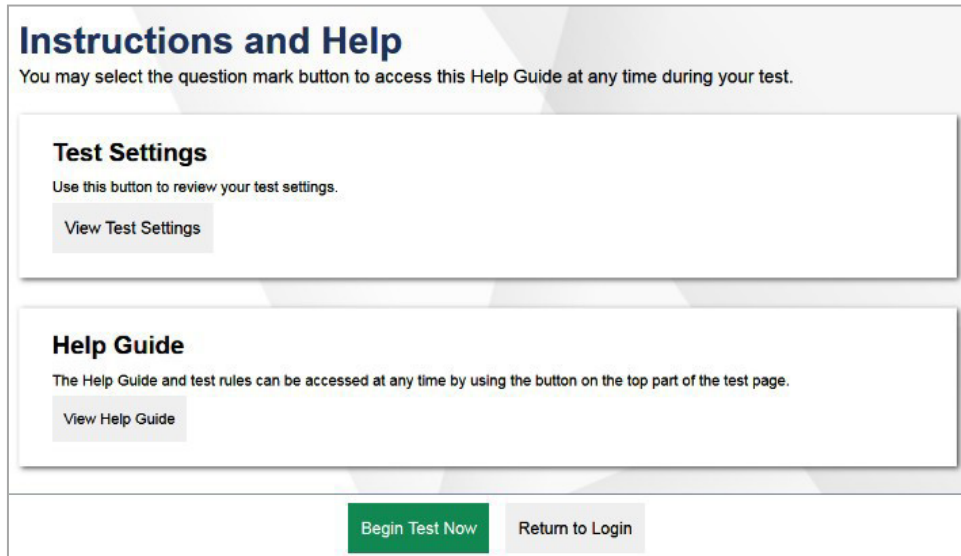 Instructions and Help
You may select the question mark button to access this Help Guide at any time during your test.
Test Settings
Use this button to review your test settings.
View Test Settings
Help Guide
The Help Guide and test rules can be accessed at any time by using the button on the top part of the test page.
View Help Guide
Begin Test Now
Return to Login